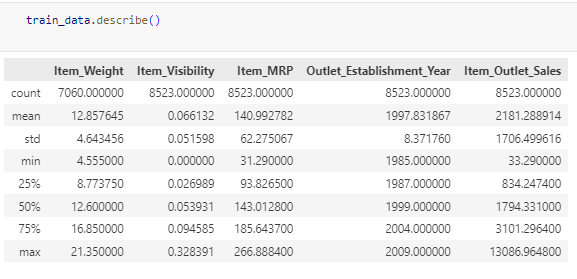 train_data.describe()
Item_Weight Item_Visibility Item_MRP Outlet_Establishment_Year Item_Outlet_Sales
count 7060.000000 8523.000000 8523.000000 8523.000000 8523.000000
mean 12.857645 0.066132 140.992782 1997.831867 2181.288914
std 4.643456 0.051598 62.275067 8.371760 1706.499616
min 4.555000 0.000000 31.290000 1985.000000 33.290000
25% 8.773750 0.026989 93.826500 1987.000000 834.247400
50% 12.600000 0.053931 143.012800 1999.000000 1794.331000
75% 16.850000 0.094585 185.643700 2004.000000 3101.296400
max 21.350000 0.328391 266.888400 2009.000000 13086.964800